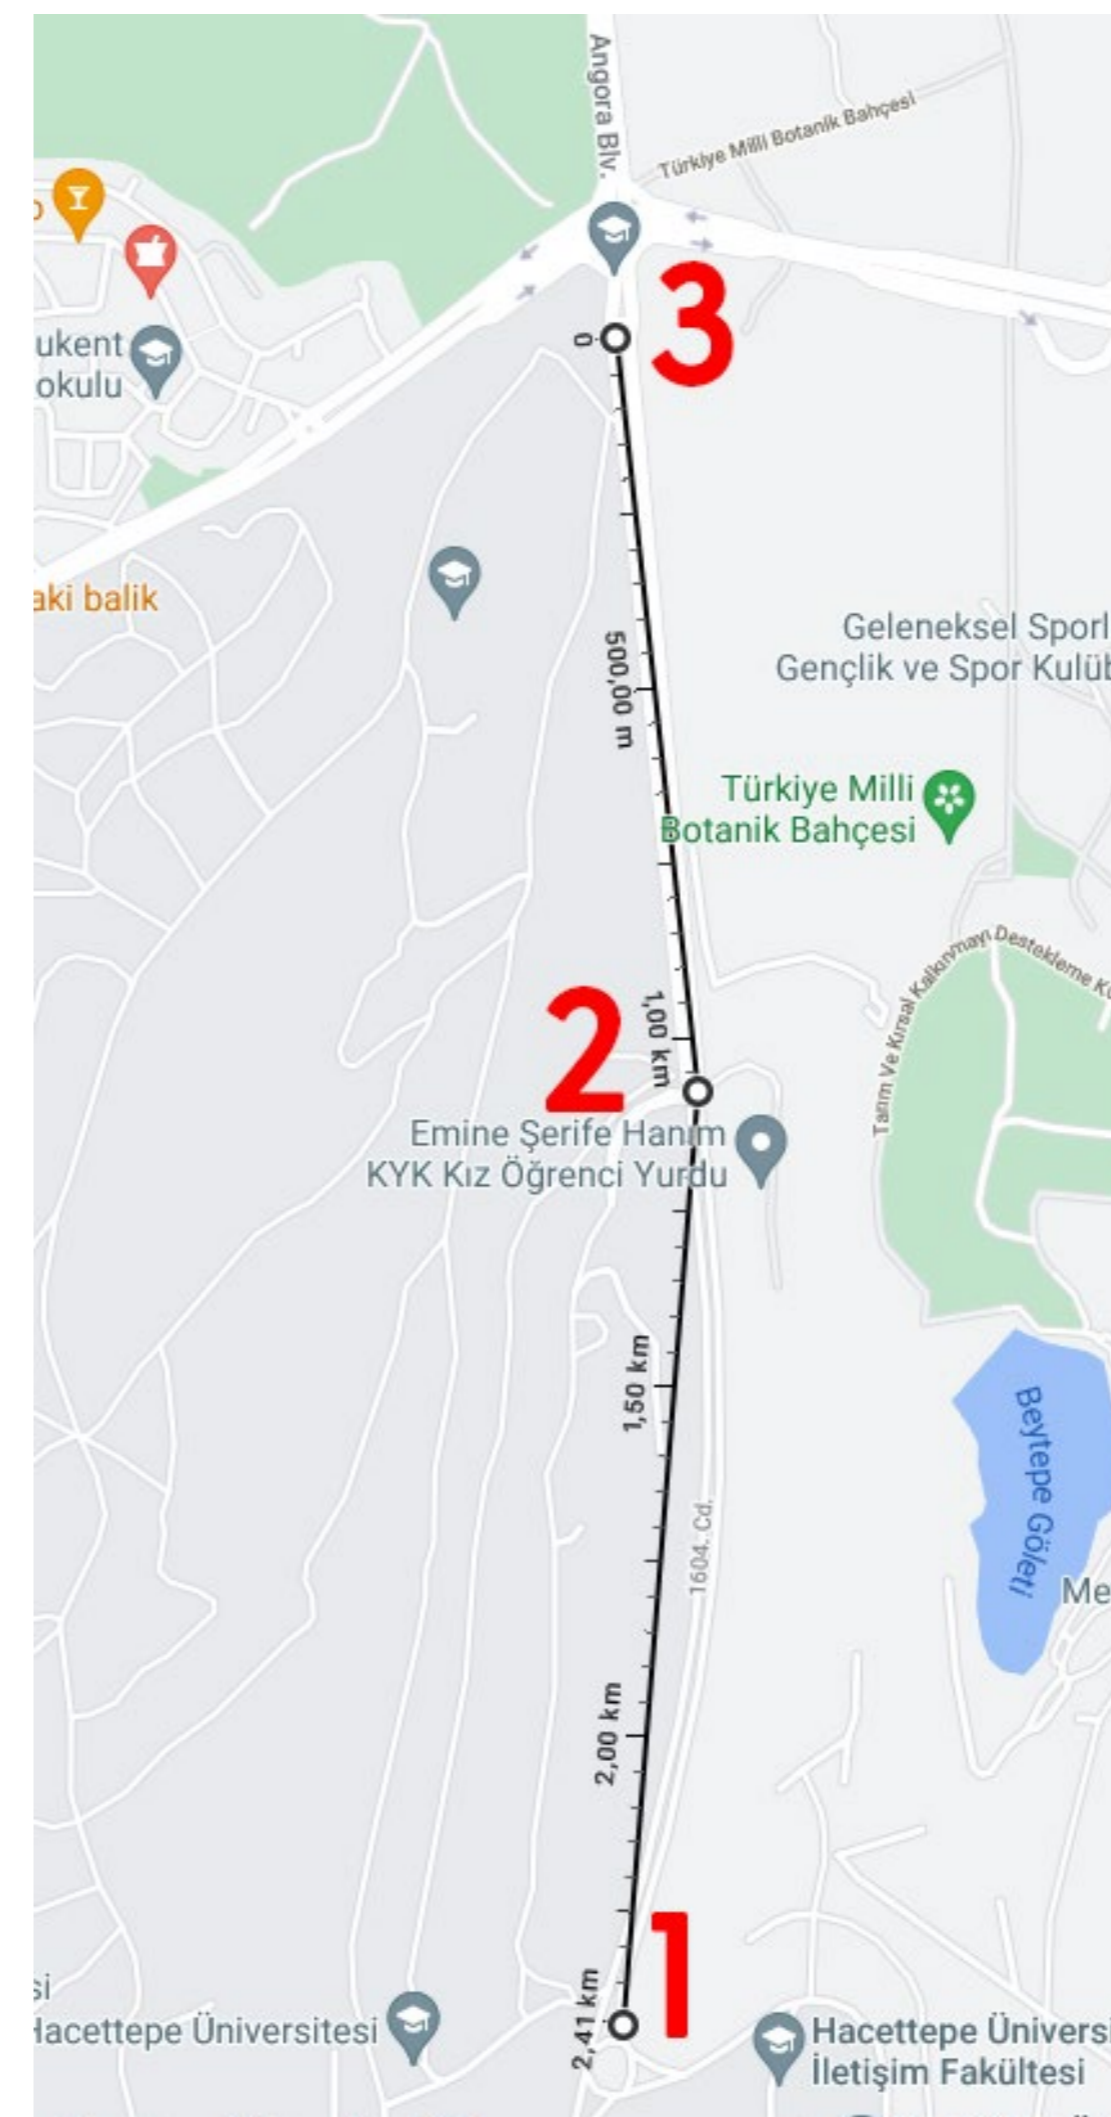 Angora Blv.
Türkiye Milli Botanik Bahçesi
3
0
ukent
okulu
aki balik
500,00 m
Geleneksel Sporl
Gençlik ve Spor Kulüb
Türkiye Milli
Botanik Bahçesi
Tarım Ve Kırsal Kalkınmayı Destekleme Ku
2
1,00 km
Emine Şerife Hanım
KYK Kız Öğrenci Yurdu
1,50 km
Beytepe Göleti
1604. Cd.
Me
2,00 km
1
2,41 km
si
Hacettepe Üniversitesi
Hacettepe Üniversi
İletişim Fakültesi